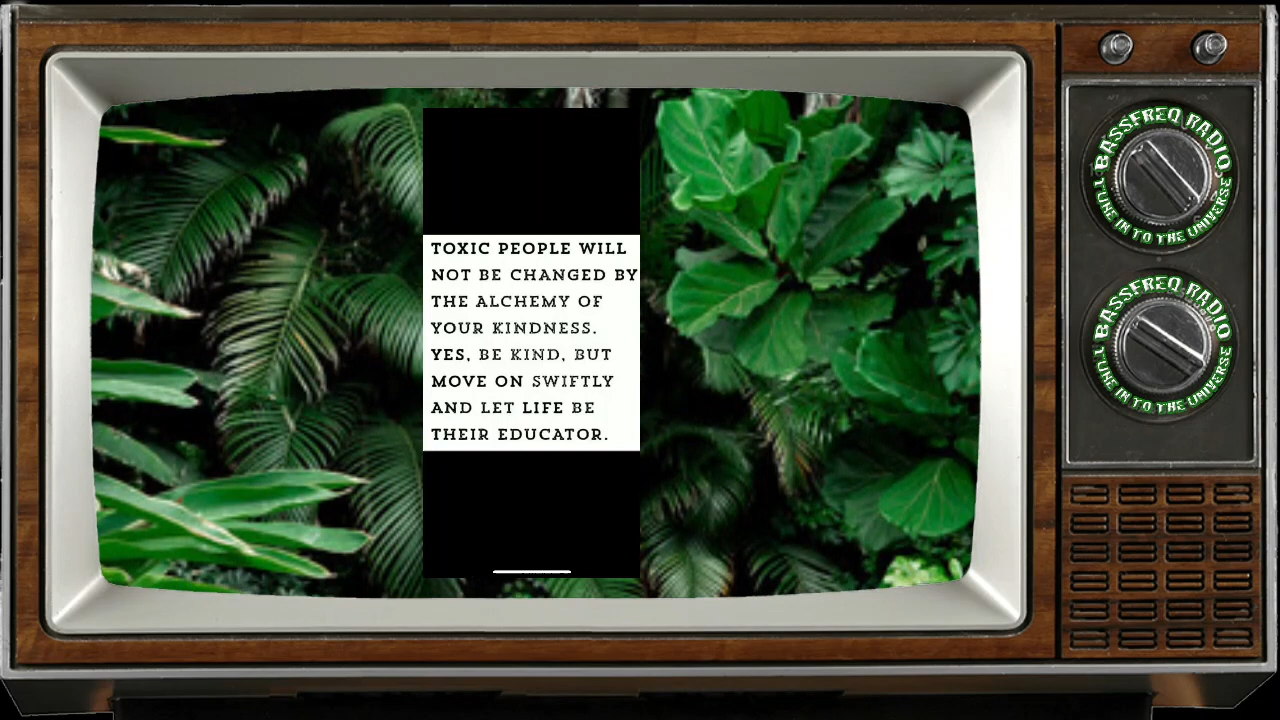 TOXIC PEOPLE WILL
NOT BE CHANGED BY
THE ALCHEMY OF
YOUR KINDNESS.
YES, BE KIND, BUT
MOVE ON SWIFTLY
AND LET LIFE BE
THEIR EDUCATOR.
BASSFREQ RADIO
TUNE IN TO THE UNIVERSE
BASSFREQ RADIO
TUNE IN TO THE UNIVERSE